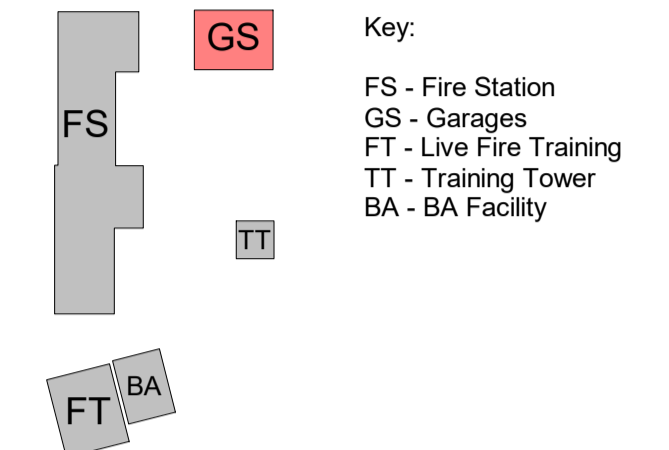 GS
FS
TT
BA
FT
Key:
FS - Fire Station
GS - Garages
FT - Live Fire Training
TT - Training Tower
BA - BA Facility